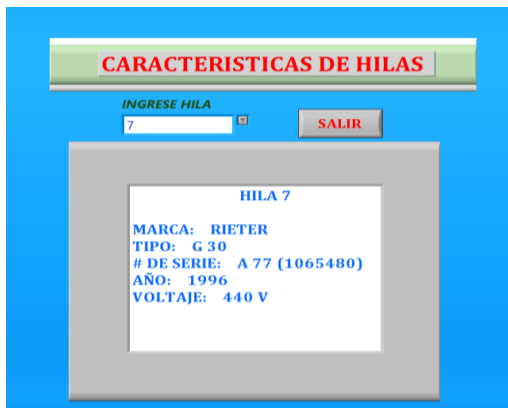 CARACTERISTICAS DE HILAS
INGRESE HILA
7
SALIR
HILA 7
MARCA: RIETER
TIPO: G 30
# DE SERIE: A 77 (1065480)
AÑO: 1996
VOLTAJE: 440 V